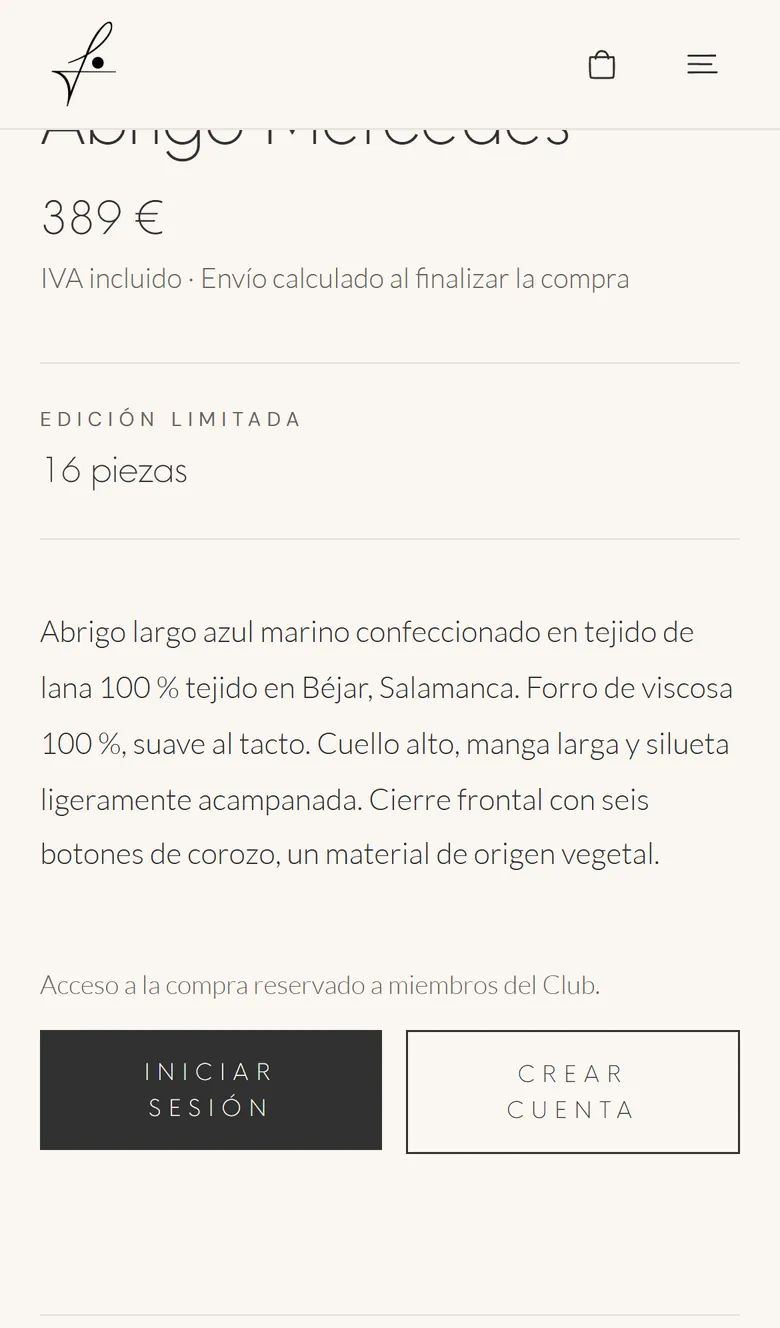 Abrigo Mercedes
389 €
IVA incluido · Envío calculado al finalizar la compra
EDICIÓN LIMITADA
16 piezas
Abrigo largo azul marino confeccionado en tejido de
lana 100 % tejido en Béjar, Salamanca. Forro de viscosa
100 %, suave al tacto. Cuello alto, manga larga y silueta
ligeramente acampanada. Cierre frontal con seis
botones de corozo, un material de origen vegetal.
Acceso a la compra reservado a miembros del Club.
INICIAR
SESIÓN
CREAR
CUENTA